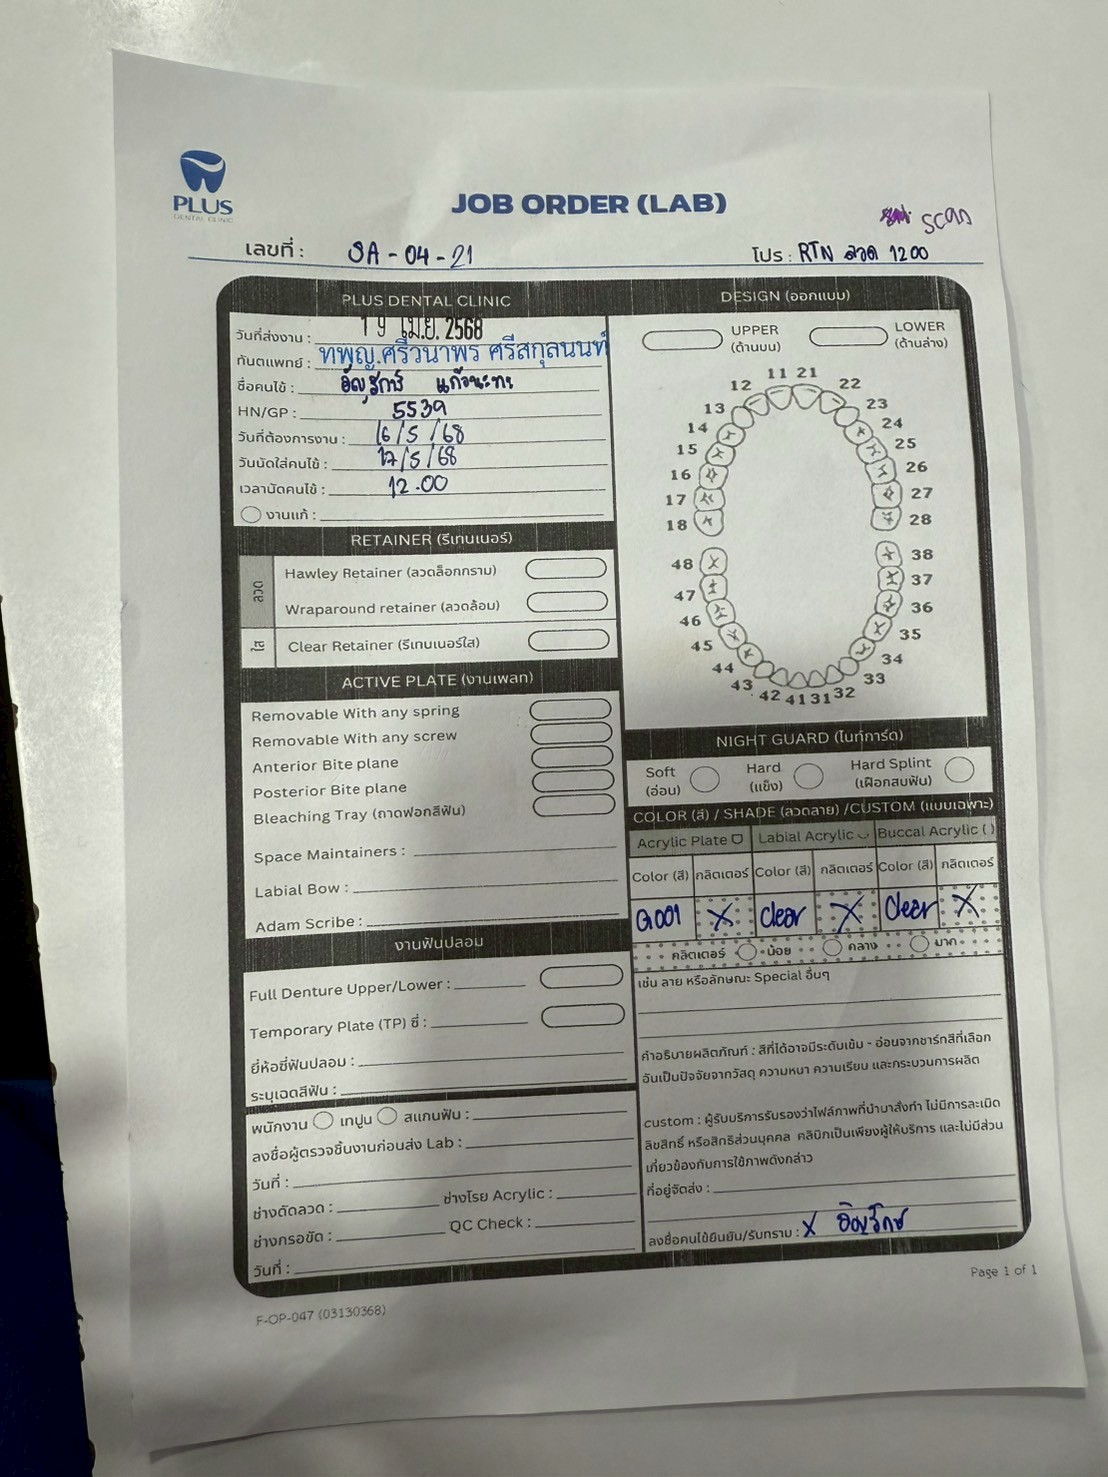 PLUS
DENTAL CLINIC
JOB ORDER (LAB)
scan
เลขที่ : SA - 04 - 21
โปร : RTN ลวด 1200
PLUS DENTAL CLINIC
วันที่ส่งงาน : 19 เม.ย. 2568
ทันตแพทย์ : ทพญ.ศรีวนาพร ศรีสกุลนนท์
ชื่อคนไข้ :
HN/GP : 5539
วันที่ต้องการงาน : 16/5/68
วันนัดใส่คนไข้ : 17/5/68
เวลานัดคนไข้ : 12.00
งานแก้ :
RETAINER (รีเทนเนอร์)
ลวด
Hawley Retainer (ลวดล็อกกราม)
Wraparound retainer (ลวดล้อม)
ใส
Clear Retainer (รีเทนเนอร์ใส)
ACTIVE PLATE (งานเพลท)
Removable With any spring
Removable With any screw
Anterior Bite plane
Posterior Bite plane
Bleaching Tray (ถาดฟอกสีฟัน)
Space Maintainers :
Labial Bow :
Adam Scribe :
งานฟันปลอม
Full Denture Upper/Lower :
Temporary Plate (TP) ซี่ :
ยี่ห้อซี่ฟันปลอม :
ระบุเฉดสีฟัน :
พนักงาน เทปูน สแกนฟัน :
ลงชื่อผู้ตรวจชิ้นงานก่อนส่ง Lab :
วันที่ :
ช่างดัดลวด : ช่างโรย Acrylic :
ช่างกรอขัด : QC Check :
วันที่ :
DESIGN (ออกแบบ)
UPPER
(ด้านบน)
LOWER
(ด้านล่าง)
11 21
12 22
13 23
14 24
15 25
16 26
17 27
18 28
48 38
47 37
46 36
45 35
44 34
43 33
42 41 31 32
NIGHT GUARD (ไนท์การ์ด)
Soft
(อ่อน)
Hard
(แข็ง)
Hard Splint
(เฝือกสบฟัน)
COLOR (สี) / SHADE (ลวดลาย) /CUSTOM (แบบเฉพาะ)
Acrylic Plate Labial Acrylic Buccal Acrylic ( )
Color (สี) กลิตเตอร์ Color (สี) กลิตเตอร์ Color (สี) กลิตเตอร์
G001 X Clear X Clear X
กลิตเตอร์ น้อย กลาง มาก
เช่น ลาย หรือลักษณะ Special อื่นๆ
คำอธิบายผลิตภัณฑ์ : สีที่ได้อาจมีระดับเข้ม - อ่อนจากชาร์ทสีที่เลือก
อันเป็นปัจจัยจากวัสดุ ความหนา ความเรียบ และกระบวนการผลิต
custom : ผู้รับบริการรับรองว่าไฟล์ภาพที่นำมาสั่งทำ ไม่มีการละเมิด
ลิขสิทธิ์ หรือสิทธิส่วนบุคคล คลินิกเป็นเพียงผู้ให้บริการ และไม่มีส่วน
เกี่ยวข้องกับการใช้ภาพดังกล่าว
ที่อยู่จัดส่ง :
ลงชื่อคนไข้ยืนยัน/รับทราบ : X
F-OP-047 (03130368)
Page 1 of 1